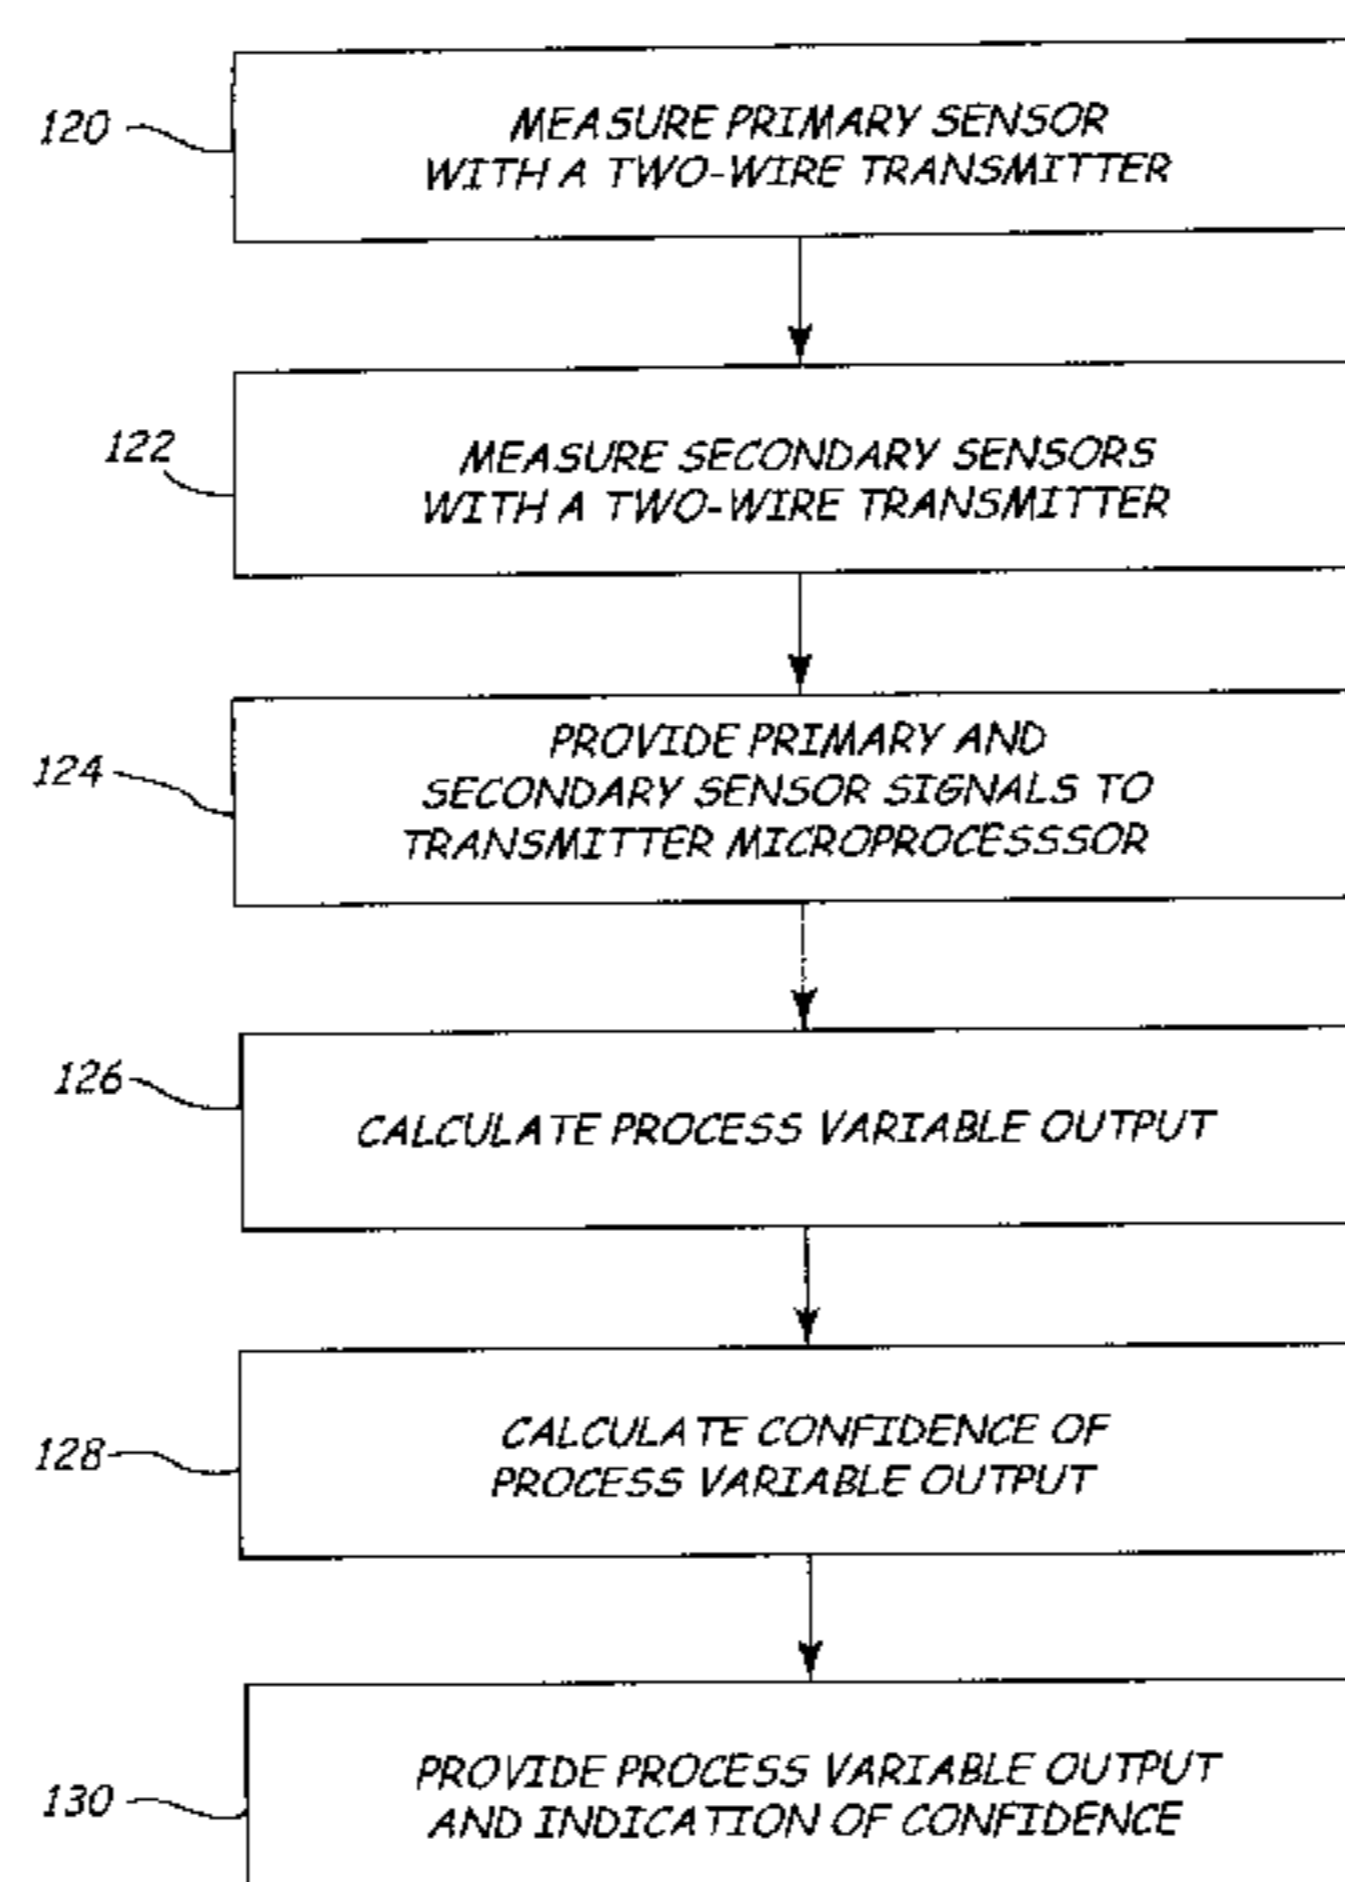 120
MEASURE PRIMARY SENSOR
WITH A TWO-WIRE TRANSMITTER
122
MEASURE SECONDARY SENSORS
WITH A TWO-WIRE TRANSMITTER
124
PROVIDE PRIMARY AND
SECONDARY SENSOR SIGNALS TO
TRANSMITTER MICROPROCESSSOR
126
CALCULATE PROCESS VARIABLE OUTPUT
128
CALCULATE CONFIDENCE OF
PROCESS VARIABLE OUTPUT
130
PROVIDE PROCESS VARIABLE OUTPUT
AND INDICATION OF CONFIDENCE